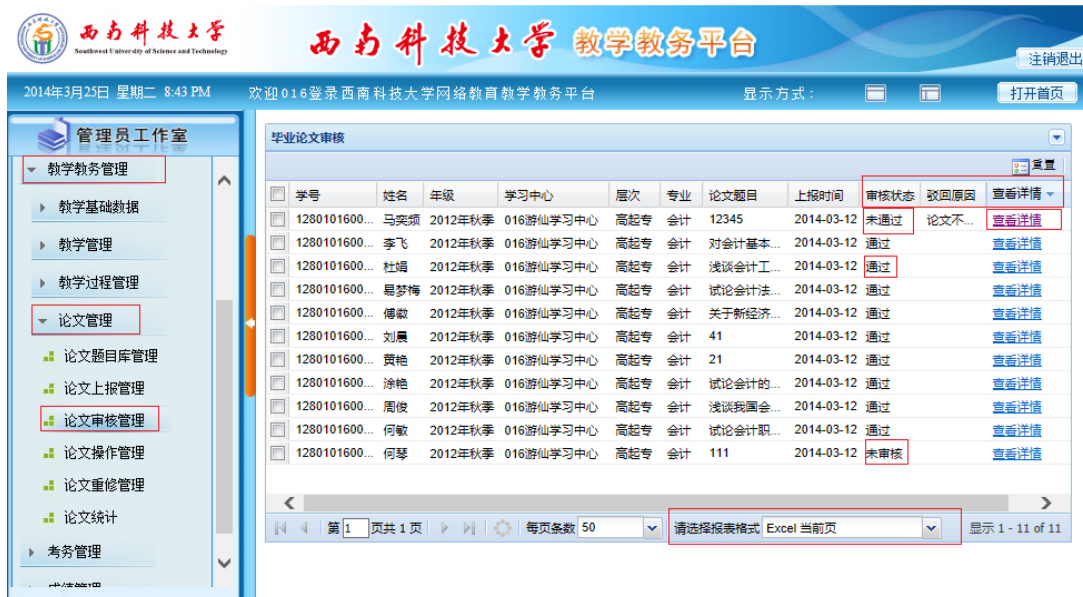 西南科技大学
Southwest University of Science and Technology
西南科技大学 教学教务平台
注销退出
2014年3月25日 星期二 8:43 PM 欢迎016登录西南科技大学网络教育教学教务平台 显示方式: 打开首页
管理员工作室
教学教务管理
教学基础数据
教学管理
教学过程管理
论文管理
论文题目库管理
论文上报管理
论文审核管理
论文操作管理
论文重修管理
论文统计
考务管理
成绩管理
毕业论文审核
重置
学号 姓名 年级 学习中心 层次 专业 论文题目 上报时间 审核状态 驳回原因 查看详情
1280101600... 马奕频 2012年秋季 016游仙学习中心 高起专 会计 12345 2014-03-12 未通过 论文不... 查看详情
1280101600... 李飞 2012年秋季 016游仙学习中心 高起专 会计 对会计基本... 2014-03-12 通过 查看详情
1280101600... 杜娟 2012年秋季 016游仙学习中心 高起专 会计 浅谈会计工... 2014-03-12 通过 查看详情
1280101600... 易梦梅 2012年秋季 016游仙学习中心 高起专 会计 试论会计法... 2014-03-12 通过 查看详情
1280101600... 傅微 2012年秋季 016游仙学习中心 高起专 会计 关于新经济... 2014-03-12 通过 查看详情
1280101600... 刘晨 2012年秋季 016游仙学习中心 高起专 会计 41 2014-03-12 通过 查看详情
1280101600... 黄艳 2012年秋季 016游仙学习中心 高起专 会计 21 2014-03-12 通过 查看详情
1280101600... 涂艳 2012年秋季 016游仙学习中心 高起专 会计 试论会计的... 2014-03-12 通过 查看详情
1280101600... 周俊 2012年秋季 016游仙学习中心 高起专 会计 浅谈我国会... 2014-03-12 通过 查看详情
1280101600... 何敏 2012年秋季 016游仙学习中心 高起专 会计 试论会计职... 2014-03-12 通过 查看详情
1280101600... 何琴 2012年秋季 016游仙学习中心 高起专 会计 111 2014-03-12 未审核 查看详情
第 1 页共 1 页 每页条数 50 请选择报表格式 Excel 当前页 显示 1 - 11 of 11